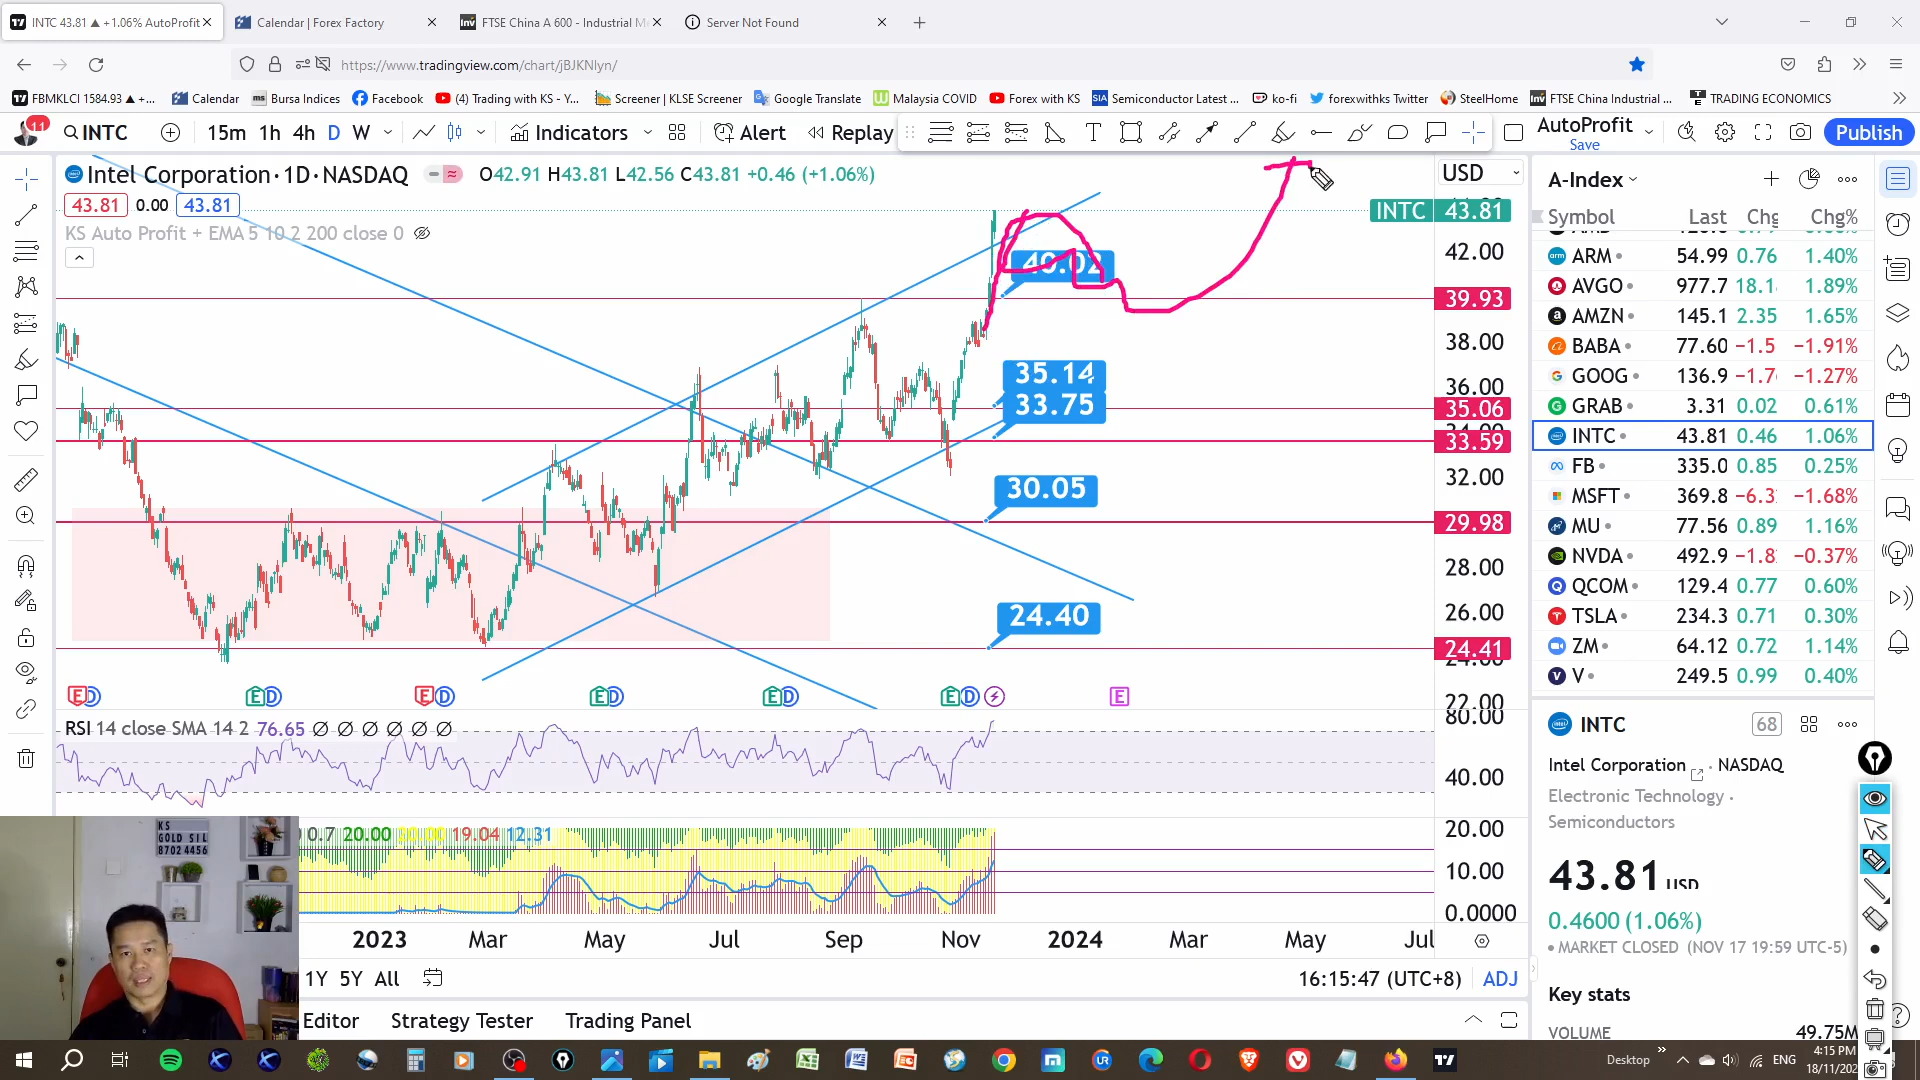 INTC 43.81 ▲ +1.06% AutoProfit
Calendar | Forex Factory
FTSE China A 600 - Industrial M
Server Not Found
https://www.tradingview.com/chart/jBJKNlyn/
FBMKLCI 1584.93 ▲ +...
Calendar
Bursa Indices
Facebook
(4) Trading with KS - Y...
Screener | KLSE Screener
Google Translate
Malaysia COVID
Forex with KS
Semiconductor Latest ...
ko-fi
forexwithks Twitter
SteelHome
FTSE China Industrial ...
TRADING ECONOMICS
11
INTC
15m 1h 4h D W
Indicators
Alert
Replay
AutoProfit
Save
Publish
Intel Corporation · 1D · NASDAQ
O42.91 H43.81 L42.56 C43.81 +0.46 (+1.06%)
43.81 0.00 43.81
KS Auto Profit + EMA 5 10 2 200 close 0
USD
INTC 43.81
42.00
40.02
39.93
38.00
36.00
35.14
35.06
33.75
33.59
32.00
30.05
29.98
28.00
26.00
24.40
24.41
24.00
22.00
E D E D E D E D E D E D E
RSI 14 close SMA 14 2 76.65 Ø Ø Ø Ø Ø Ø
80.00
40.00
0.7 20.00 19.04 12.31
20.00
10.00
0.0000
2023 Mar May Jul Sep Nov 2024 Mar May Jul
1Y 5Y All
16:15:47 (UTC+8) ADJ
Editor Strategy Tester Trading Panel
A-Index
Symbol Last Chg Chg%
ARM 54.99 0.76 1.40%
AVGO 977.7 18.1 1.89%
AMZN 145.1 2.35 1.65%
BABA 77.60 −1.5 −1.91%
GOOG 136.9 −1.7 −1.27%
GRAB 3.31 0.02 0.61%
INTC 43.81 0.46 1.06%
FB 335.0 0.85 0.25%
MSFT 369.8 −6.3 −1.68%
MU 77.56 0.89 1.16%
NVDA 492.9 −1.8 −0.37%
QCOM 129.4 0.77 0.60%
TSLA 234.3 0.71 0.30%
ZM 64.12 0.72 1.14%
V 249.5 0.99 0.40%
INTC
68
Intel Corporation · NASDAQ
Electronic Technology ·
Semiconductors
43.81 USD
0.4600 (1.06%)
MARKET CLOSED (NOV 17 19:59 UTC-5)
Key stats
VOLUME 49.75M
KS
GOLD SIL
8702 4456
Desktop
ENG
4:15 PM
18/11/202